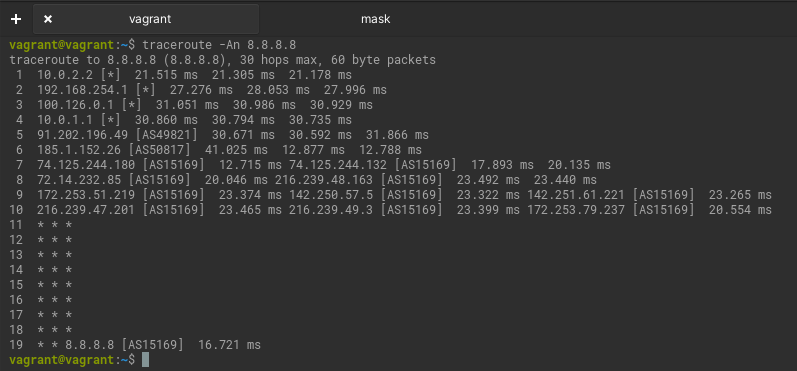 + × vagrant mask
vagrant@vagrant:~$ traceroute -An 8.8.8.8
traceroute to 8.8.8.8 (8.8.8.8), 30 hops max, 60 byte packets
 1  10.0.2.2 [*]  21.515 ms  21.305 ms  21.178 ms
 2  192.168.254.1 [*]  27.276 ms  28.053 ms  27.996 ms
 3  100.126.0.1 [*]  31.051 ms  30.986 ms  30.929 ms
 4  10.0.1.1 [*]  30.860 ms  30.794 ms  30.735 ms
 5  91.202.196.49 [AS49821]  30.671 ms  30.592 ms  31.866 ms
 6  185.1.152.26 [AS50817]  41.025 ms  12.877 ms  12.788 ms
 7  74.125.244.180 [AS15169]  12.715 ms 74.125.244.132 [AS15169]  17.893 ms  20.135 ms
 8  72.14.232.85 [AS15169]  20.046 ms 216.239.48.163 [AS15169]  23.492 ms  23.440 ms
 9  172.253.51.219 [AS15169]  23.374 ms 142.250.57.5 [AS15169]  23.322 ms 142.251.61.221 [AS15169]  23.265 ms
10  216.239.47.201 [AS15169]  23.465 ms 216.239.49.3 [AS15169]  23.399 ms 172.253.79.237 [AS15169]  20.554 ms
11  * * *
12  * * *
13  * * *
14  * * *
15  * * *
16  * * *
17  * * *
18  * * *
19  * * 8.8.8.8 [AS15169]  16.721 ms
vagrant@vagrant:~$